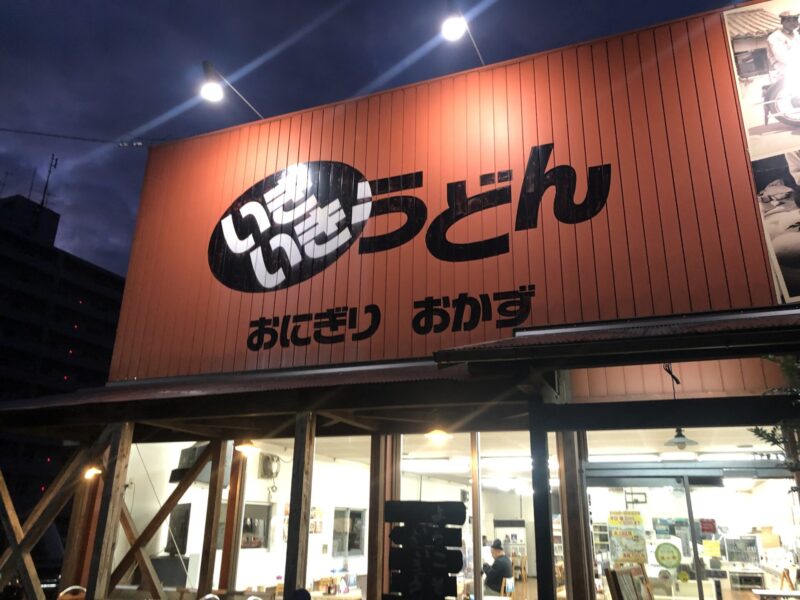 いきいき
うどん
おにぎり おかず